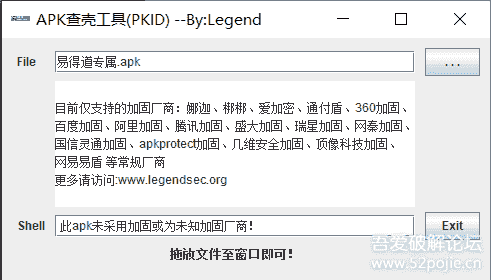 APK查壳工具(PKID) --By:Legend
File
易得道专属.apk
...
目前仅支持的加固厂商：娜迦、梆梆、爱加密、通付盾、360加固、
百度加固、阿里加固、腾讯加固、盛大加固、瑞星加固、网秦加固、
国信灵通加固、apkprotect加固、几维安全加固、顶像科技加固、
网易易盾 等常规厂商
更多请访问:www.legendsec.org
Shell
此apk未采用加固或为未知加固厂商!
Exit
拖放文件至窗口即可!
吾爱破解论坛
www.52pojie.cn